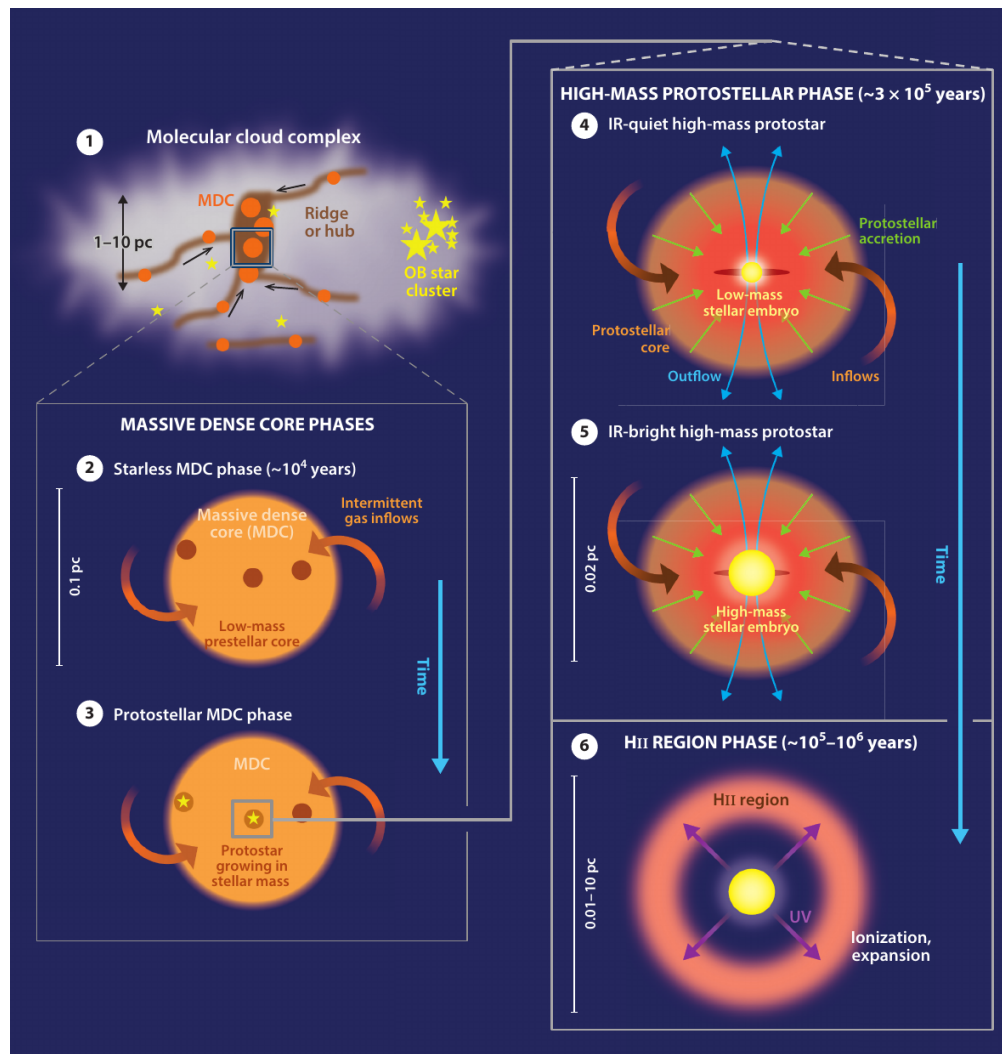 1
Molecular cloud complex
MDC
Ridge
or hub
1–10 pc
OB star
cluster
MASSIVE DENSE CORE PHASES
2
Starless MDC phase (~10⁴ years)
Massive dense
core (MDC)
Intermittent
gas inflows
0.1 pc
Low-mass
prestellar core
Time
3
Protostellar MDC phase
MDC
Protostar
growing in
stellar mass
HIGH-MASS PROTOSTELLAR PHASE (~3 × 10⁵ years)
4
IR-quiet high-mass protostar
Protostellar
accretion
Low-mass
stellar embryo
Protostellar
core
Outflow
Inflows
5
IR-bright high-mass protostar
0.02 pc
High-mass
stellar embryo
Time
6
HII REGION PHASE (~10⁵–10⁶ years)
HII region
0.01–10 pc
UV
Ionization,
expansion